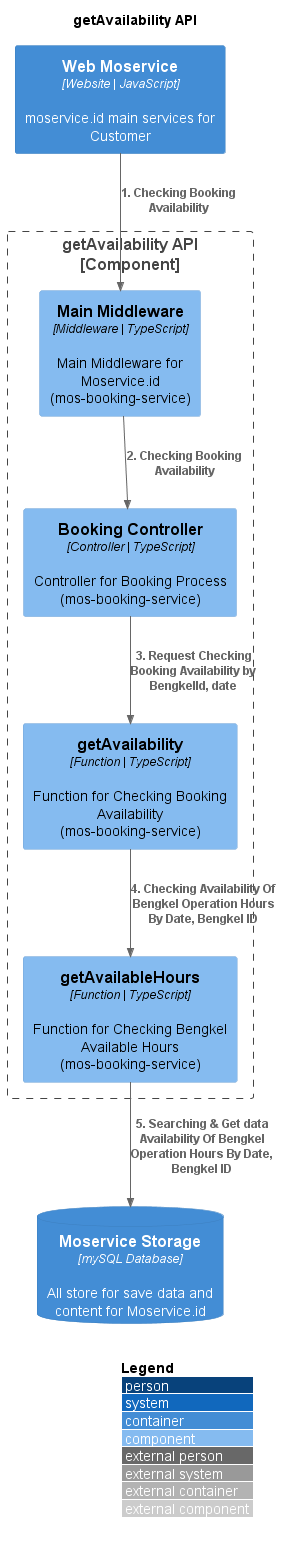 getAvailability API
Web Moservice
[Website | JavaScript]
moservice.id main services for
Customer
1. Checking Booking
Availability
getAvailability API
[Component]
Main Middleware
[Middleware | TypeScript]
Main Middleware for
Moservice.id
(mos-booking-service)
2. Checking Booking
Availability
Booking Controller
[Controller | TypeScript]
Controller for Booking Process
(mos-booking-service)
3. Request Checking
Booking Availability by
BengkelId, date
getAvailability
[Function | TypeScript]
Function for Checking Booking
Availability
(mos-booking-service)
4. Checking Availability Of
Bengkel Operation Hours
By Date, Bengkel ID
getAvailableHours
[Function | TypeScript]
Function for Checking Bengkel
Available Hours
(mos-booking-service)
5. Searching & Get data
Availability Of Bengkel
Operation Hours By Date,
Bengkel ID
Moservice Storage
[mySQL Database]
All store for save data and
content for Moservice.id
Legend
person
system
container
component
external person
external system
external container
external component